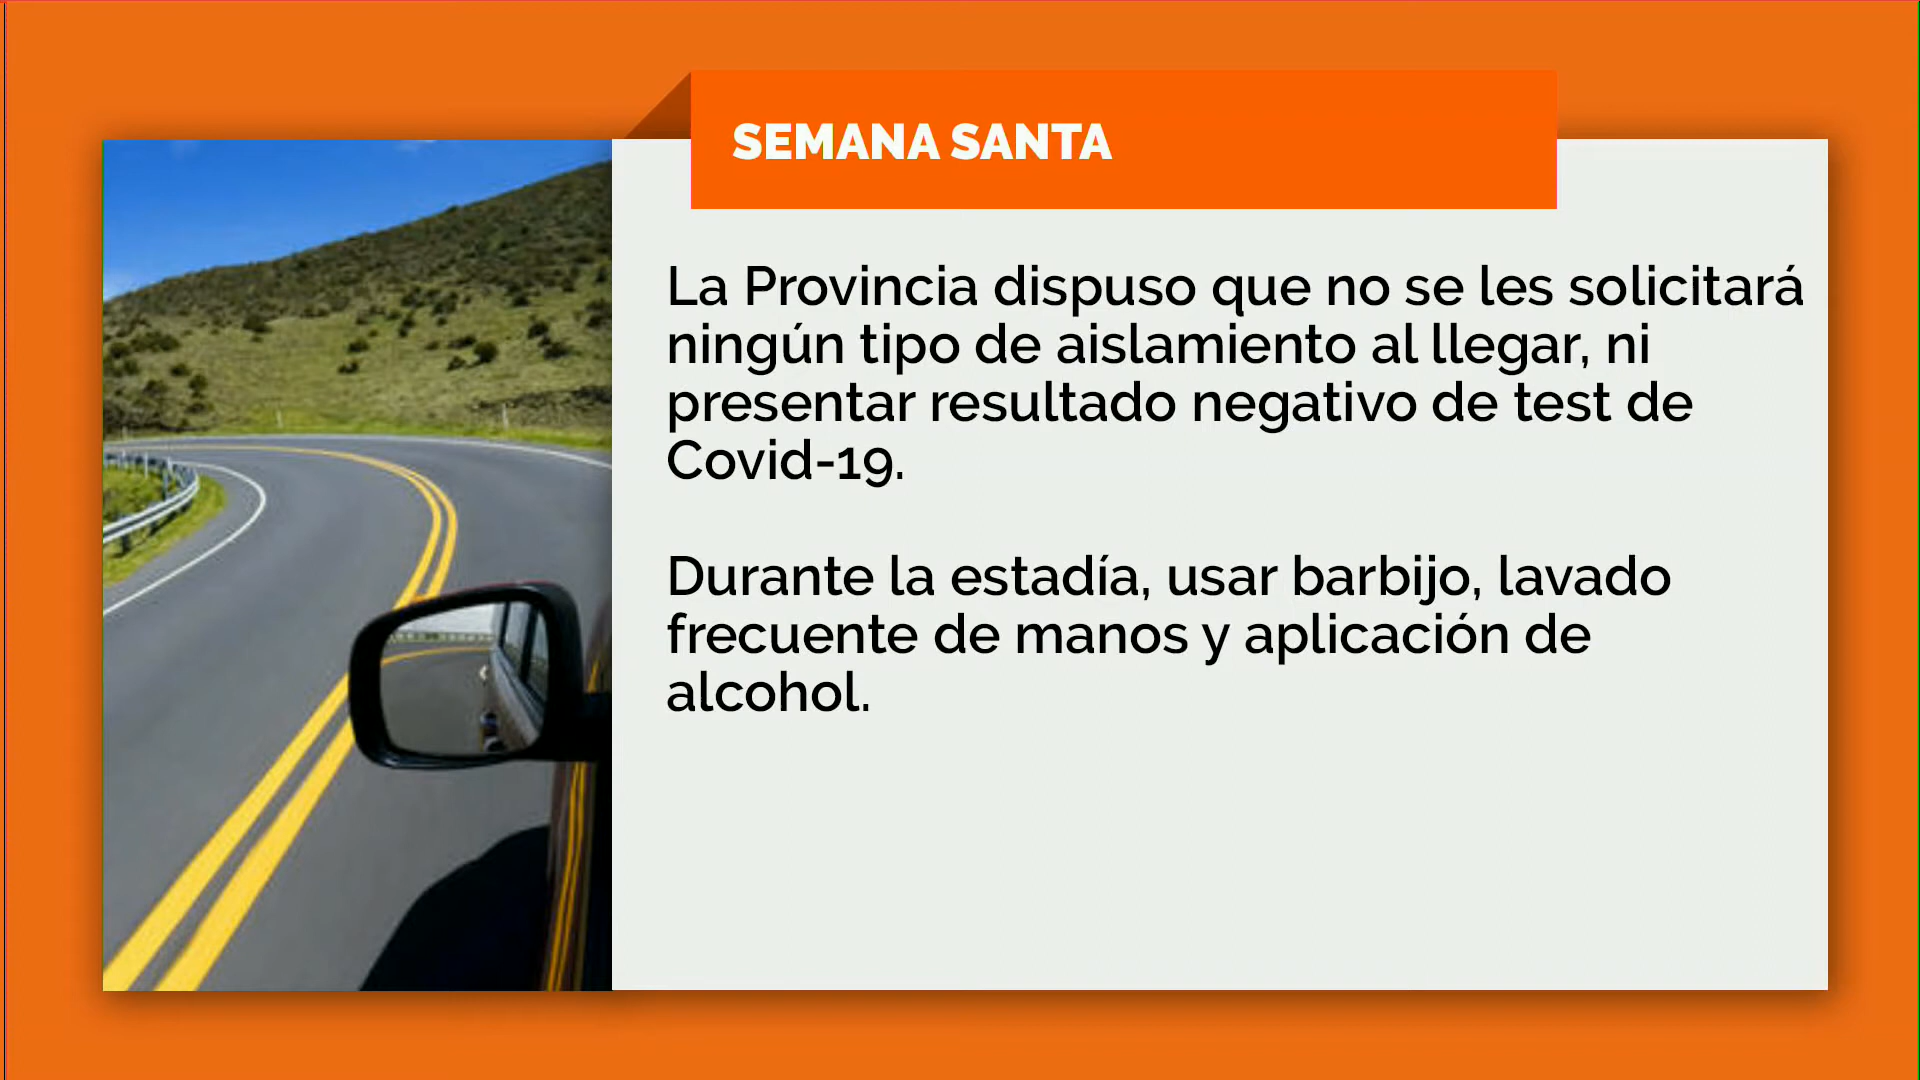 SEMANA SANTA
La Provincia dispuso que no se les solicitará
ningún tipo de aislamiento al llegar, ni
presentar resultado negativo de test de
Covid-19.
Durante la estadía, usar barbijo, lavado
frecuente de manos y aplicación de
alcohol.